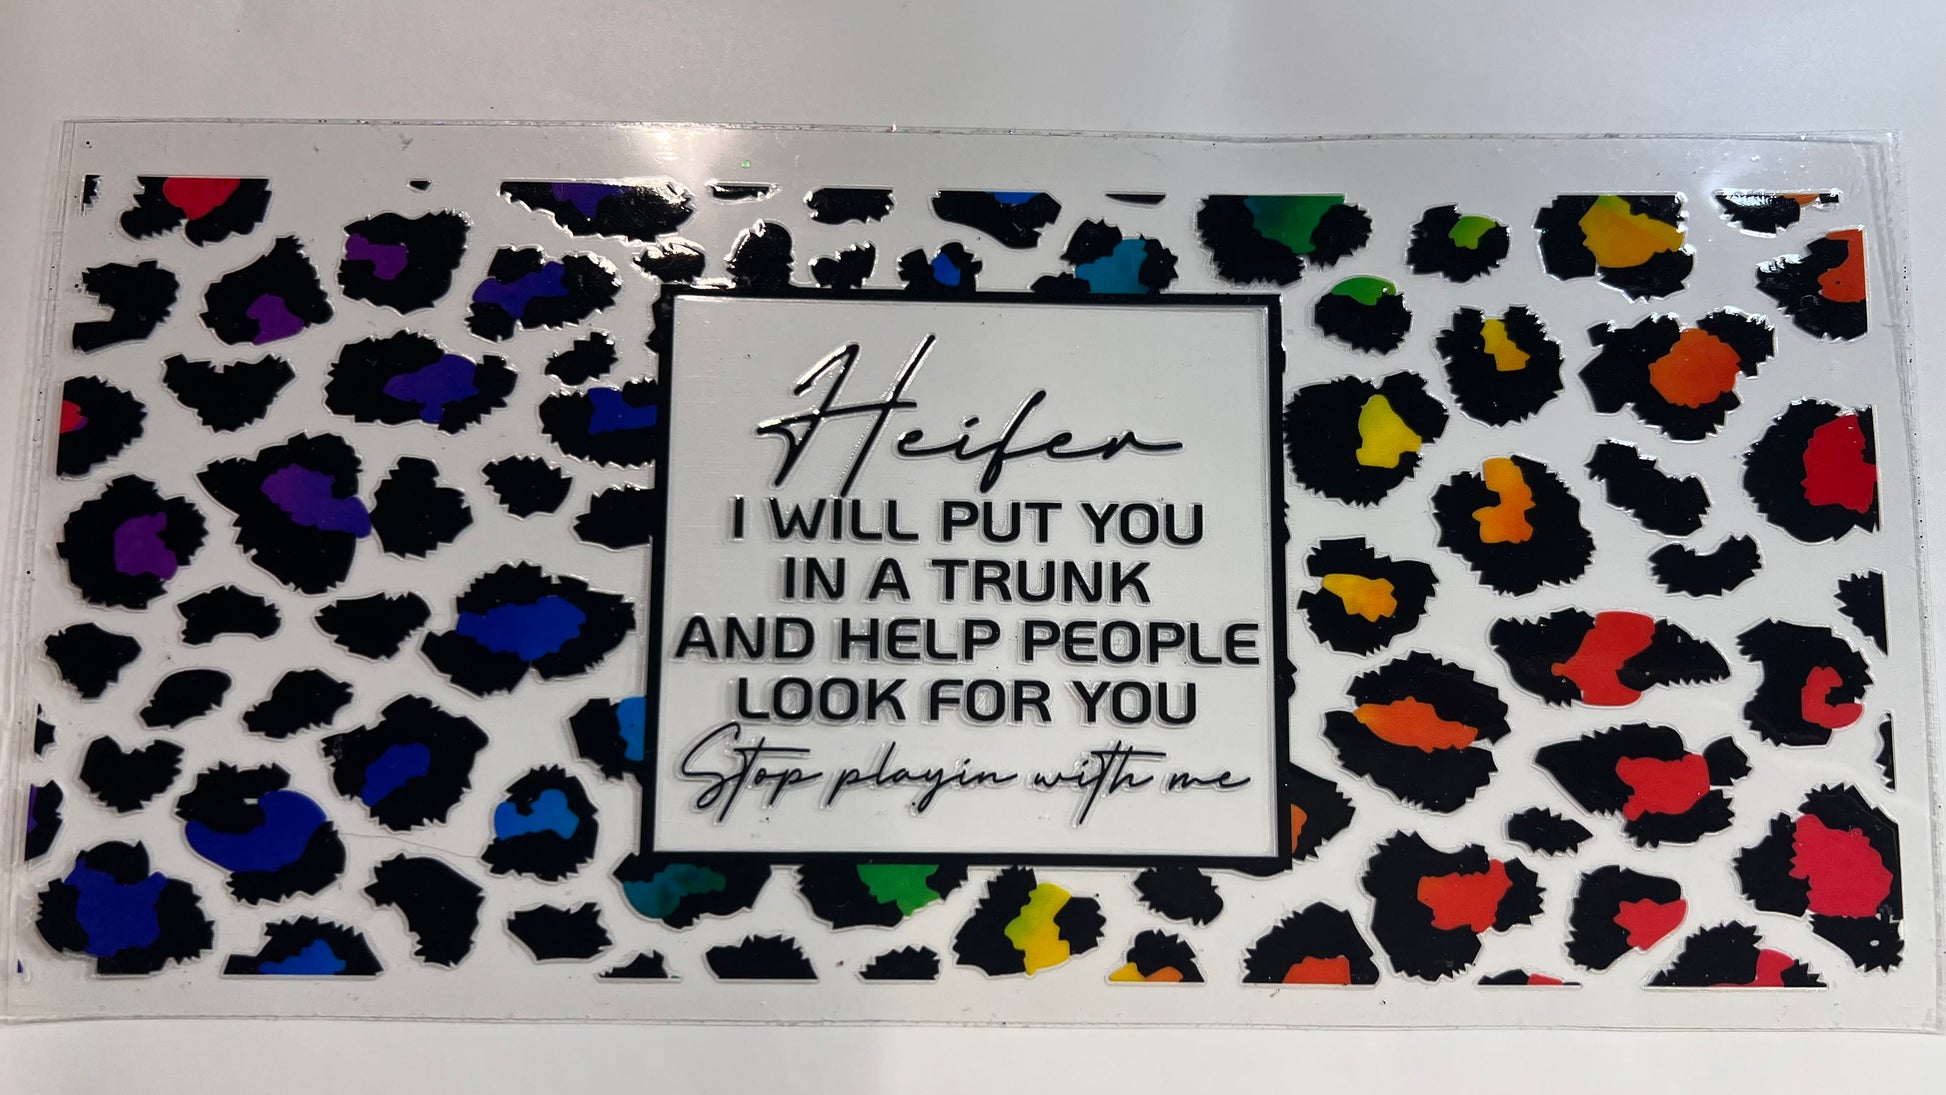 Heifer
I WILL PUT YOU
IN A TRUNK
AND HELP PEOPLE
LOOK FOR YOU
Stop playin with me